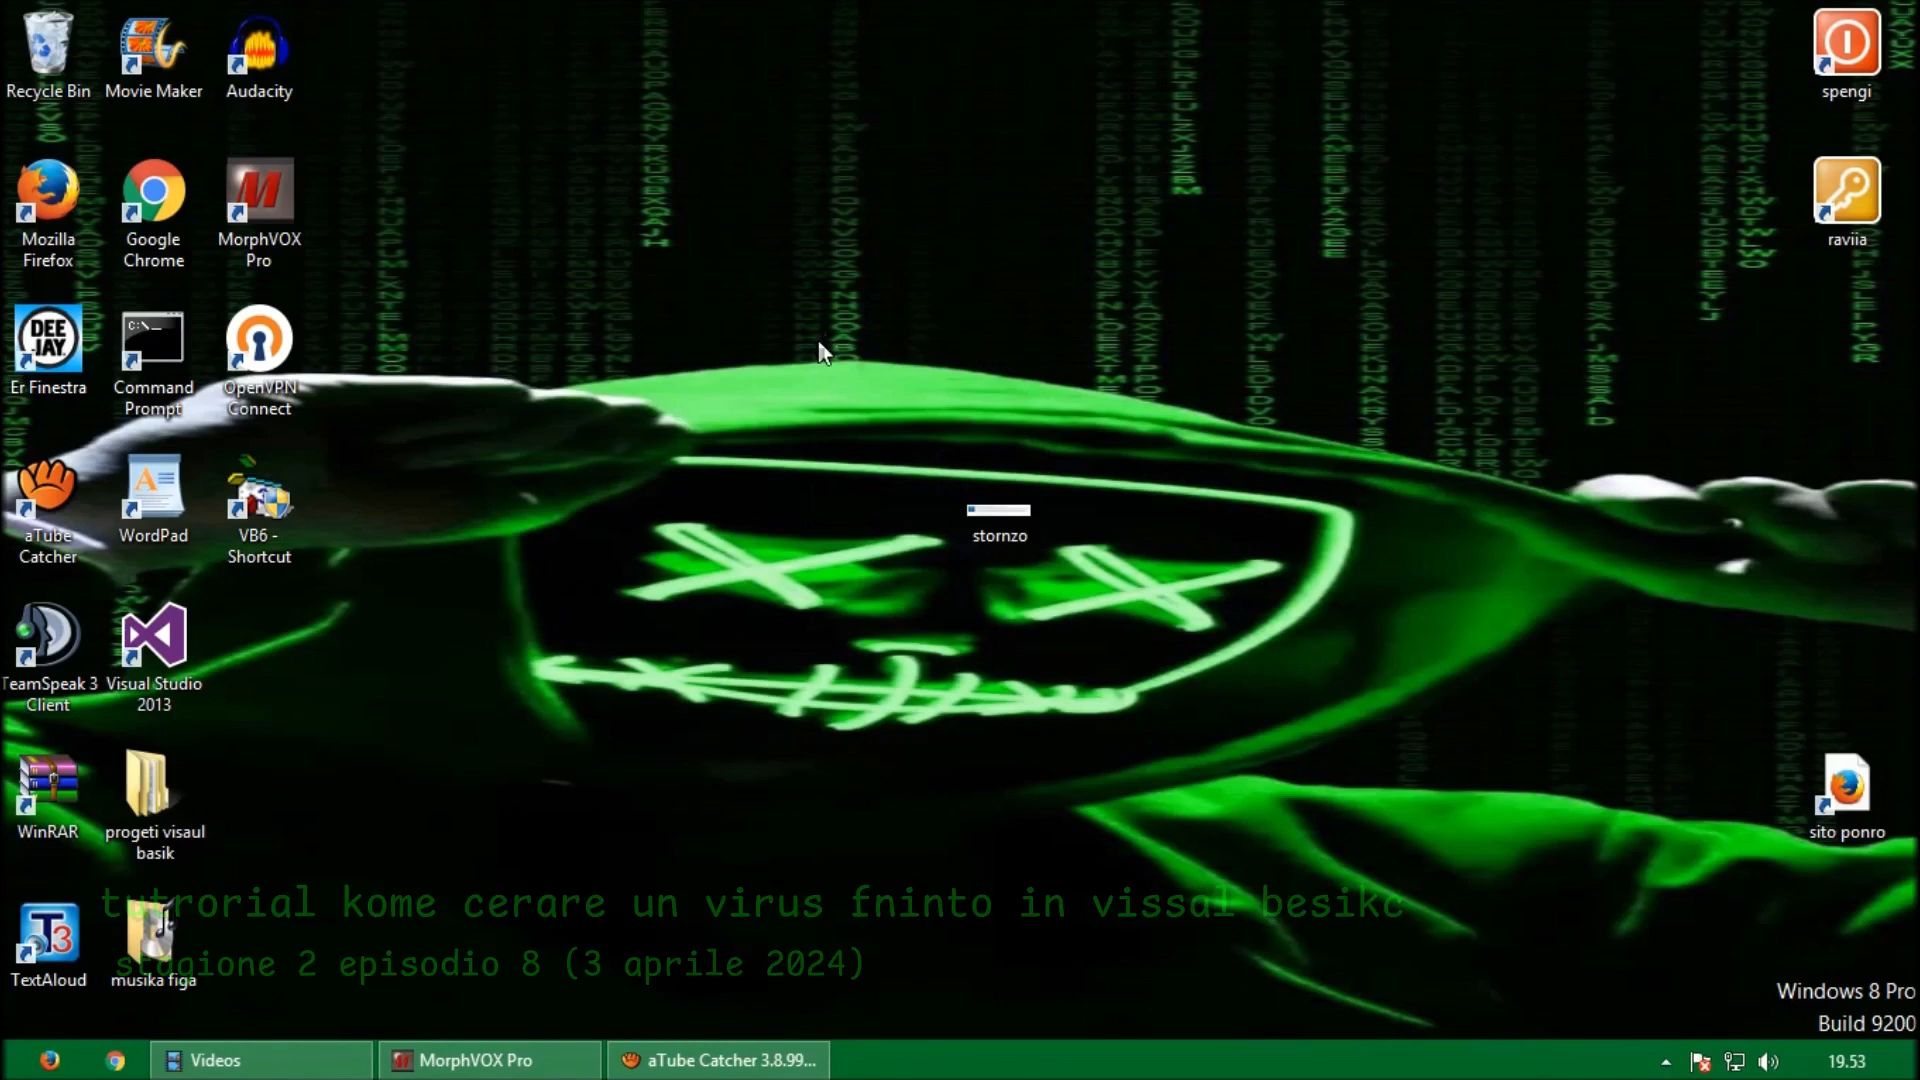 Recycle Bin
Movie Maker
Audacity
spengi
Mozilla
Firefox
Google
Chrome
MorphVOX
Pro
raviia
DEE
JAY
C:\_
Er Finestra
Command
Prompt
OpenVPN
Connect
aTube
Catcher
WordPad
VB6 -
Shortcut
stornzo
TeamSpeak 3
Client
Visual Studio
2013
WinRAR
progeti visaul
basik
sito ponro
tutrorial kome cerare un virus fninto in vissal besikc
stagione 2 episodio 8 (3 aprile 2024)
T3
TextAloud
musika figa
Windows 8 Pro
Build 9200
Videos
MorphVOX Pro
aTube Catcher 3.8.99...
19.53